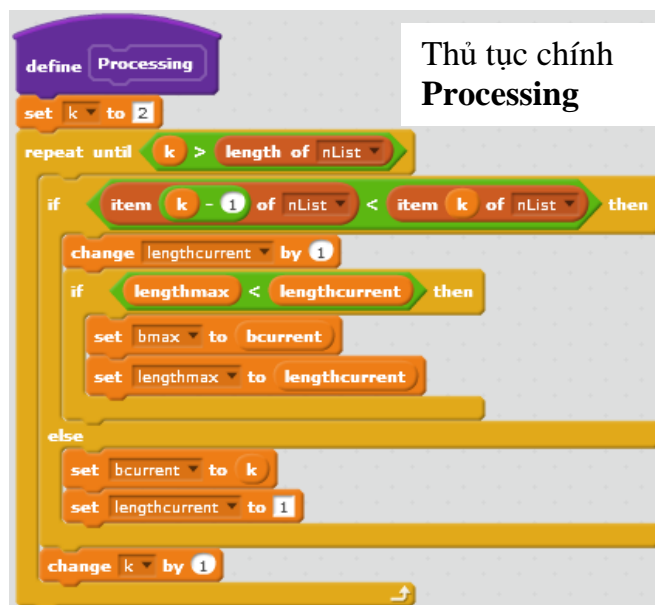 Thủ tục chính
Processing
define Processing
set k to 2
repeat until k > length of nList
if item k - 1 of nList < item k of nList then
change lengthcurrent by 1
if lengthmax < lengthcurrent then
set bmax to bcurrent
set lengthmax to lengthcurrent
else
set bcurrent to k
set lengthcurrent to 1
change k by 1